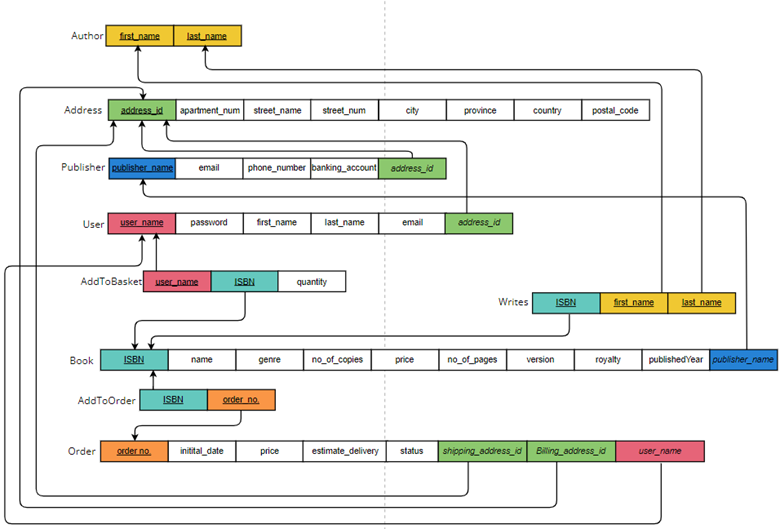 Author first_name last_name
Address address_id apartment_num street_name street_num city province country postal_code
Publisher publisher_name email phone_number banking_account address_id
User user_name password first_name last_name email address_id
AddToBasket user_name ISBN quantity
Writes ISBN first_name last_name
Book ISBN name genre no_of_copies price no_of_pages version royalty publishedYear publisher_name
AddToOrder ISBN order_no.
Order order no. initital_date price estimate_delivery status shipping_address_id Billing_address_id user_name